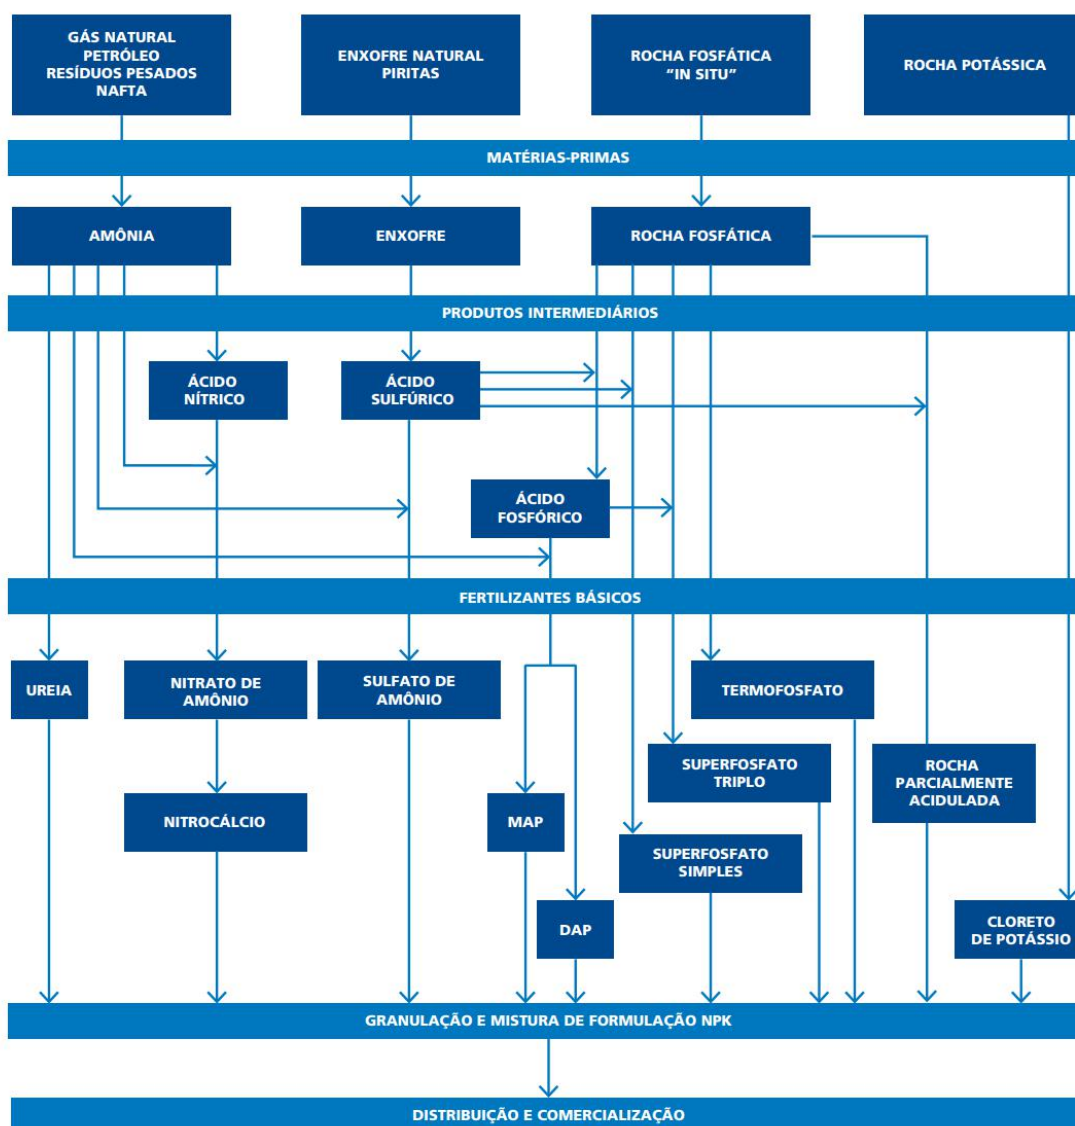 GÁS NATURAL
PETRÓLEO
RESÍDUOS PESADOS
NAFTA
ENXOFRE NATURAL
PIRITAS
ROCHA FOSFÁTICA
“IN SITU”
ROCHA POTÁSSICA
MATÉRIAS-PRIMAS
AMÔNIA
ENXOFRE
ROCHA FOSFÁTICA
PRODUTOS INTERMEDIÁRIOS
ÁCIDO
NÍTRICO
ÁCIDO
SULFÚRICO
ÁCIDO
FOSFÓRICO
FERTILIZANTES BÁSICOS
UREIA
NITRATO DE
AMÔNIO
SULFATO DE
AMÔNIO
TERMOFOSFATO
SUPERFOSFATO
TRIPLO
ROCHA
PARCIALMENTE
ACIDULADA
NITROCÁLCIO
MAP
SUPERFOSFATO
SIMPLES
DAP
CLORETO
DE POTÁSSIO
GRANULAÇÃO E MISTURA DE FORMULAÇÃO NPK
DISTRIBUIÇÃO E COMERCIALIZAÇÃO